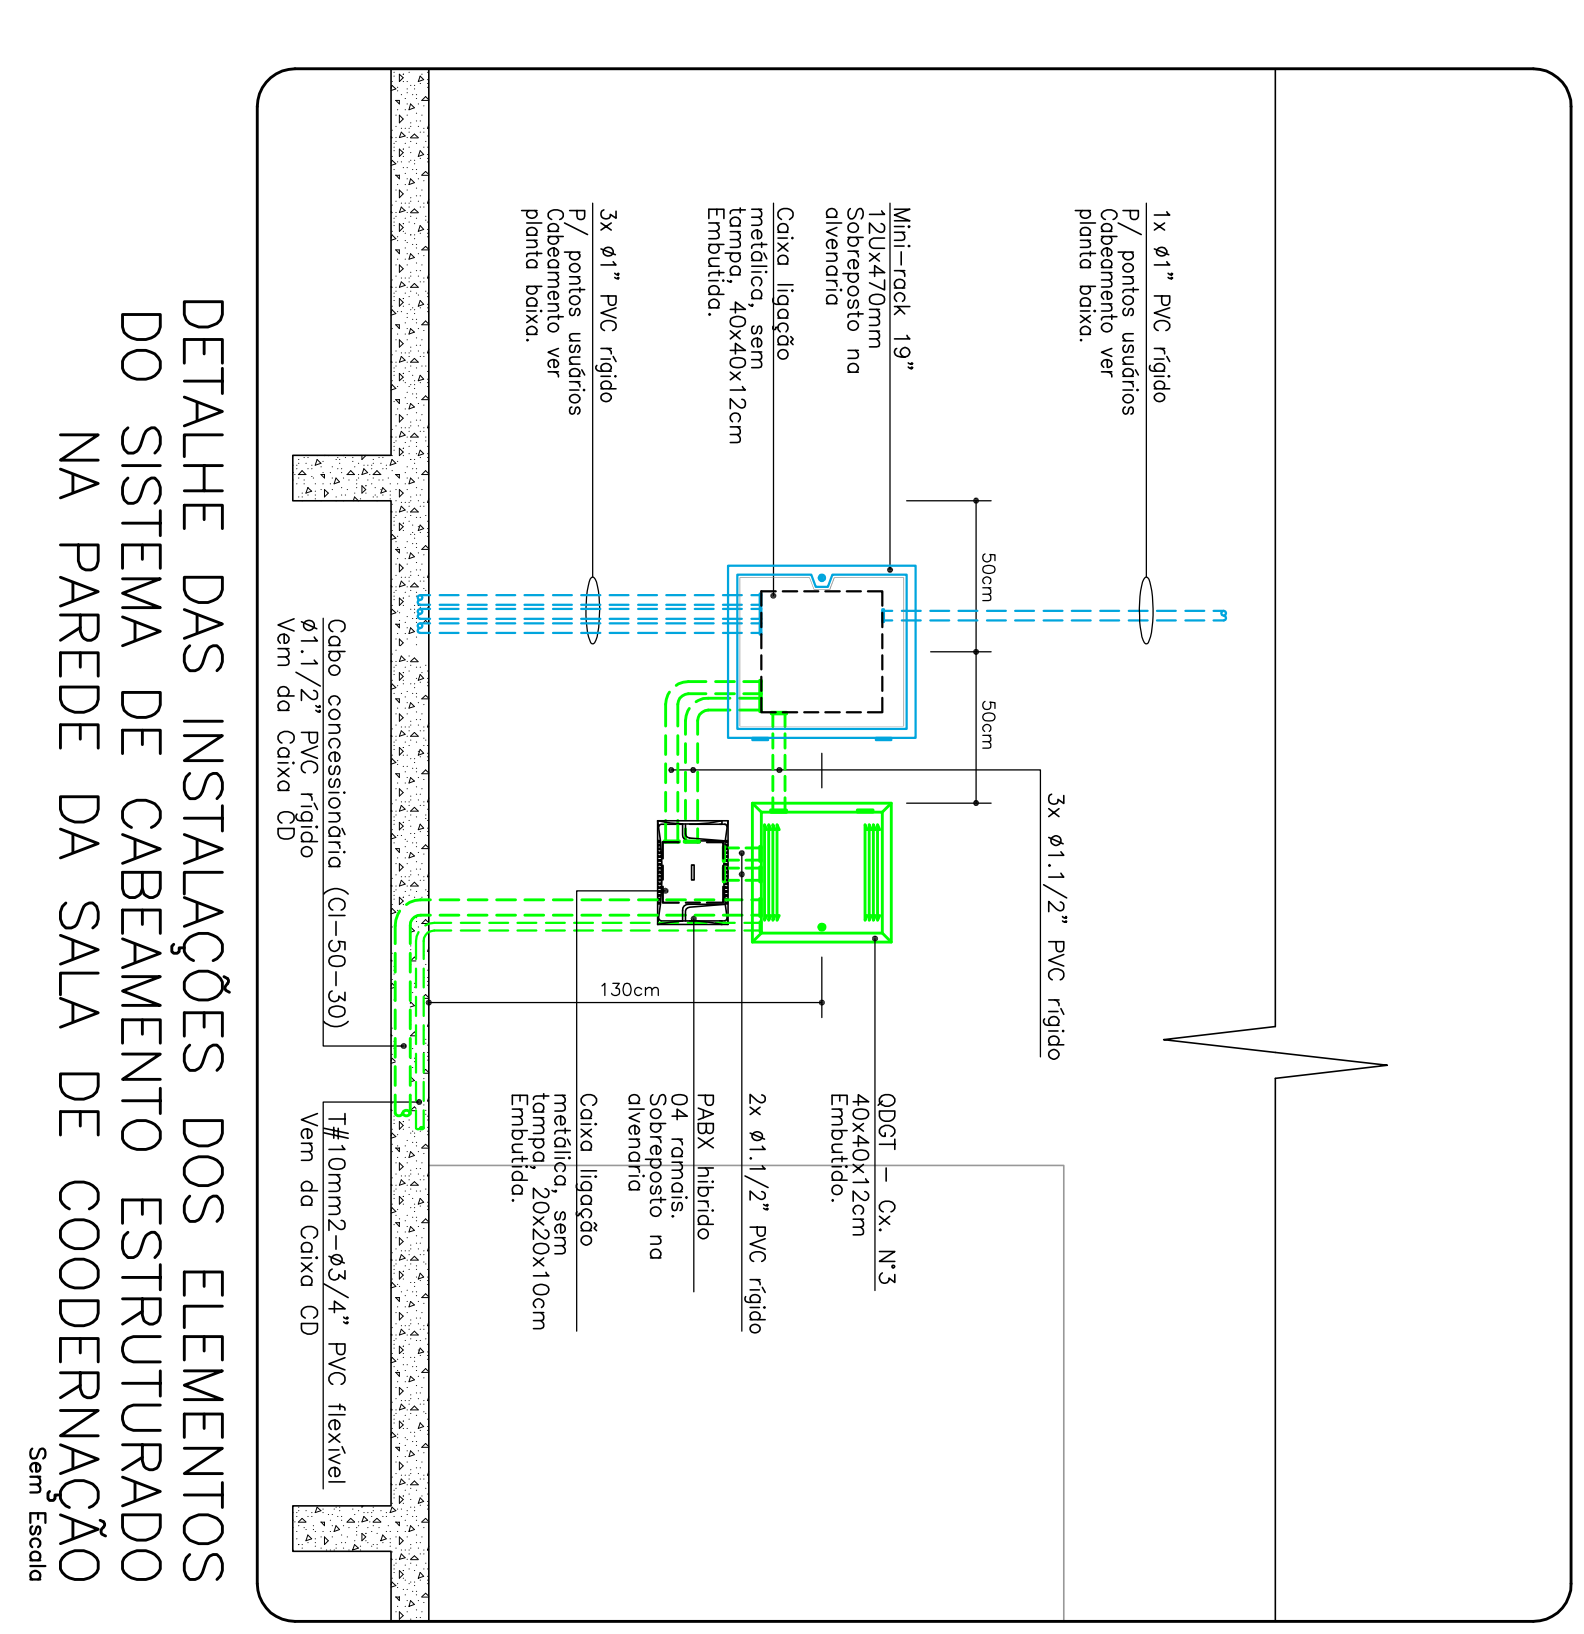 1x ø1” PVC rígido
P/ pontos usuários
Cabeamento ver
planta baixa.
Mini-rack 19”
12Ux470mm
Sobreposto na
alvenaria
Caixa ligação
metálica, sem
tampa, 40x40x12cm
Embutida.
3x ø1” PVC rígido
P/ pontos usuários
Cabeamento ver
planta baixa.
50cm
50cm
3x ø1.1/2” PVC rígido
130cm
QDGT - Cx. N°3
40x40x12cm
Embutido.
2x ø1.1/2” PVC rígido
PABX hibrido
04 ramais.
Sobreposto na
alvenaria
Caixa ligação
metálica, sem
tampa, 20x20x10cm
Embutida.
Cabo concessionária (CI-50-30)
ø1.1/2” PVC rígido
Vem da Caixa CD
T#10mm2-ø3/4” PVC flexível
Vem da Caixa CD
DETALHE DAS INSTALAÇÕES DOS ELEMENTOS
DO SISTEMA DE CABEAMENTO ESTRUTURADO
NA PAREDE DA SALA DE COODERNAÇÃO
Sem Escala